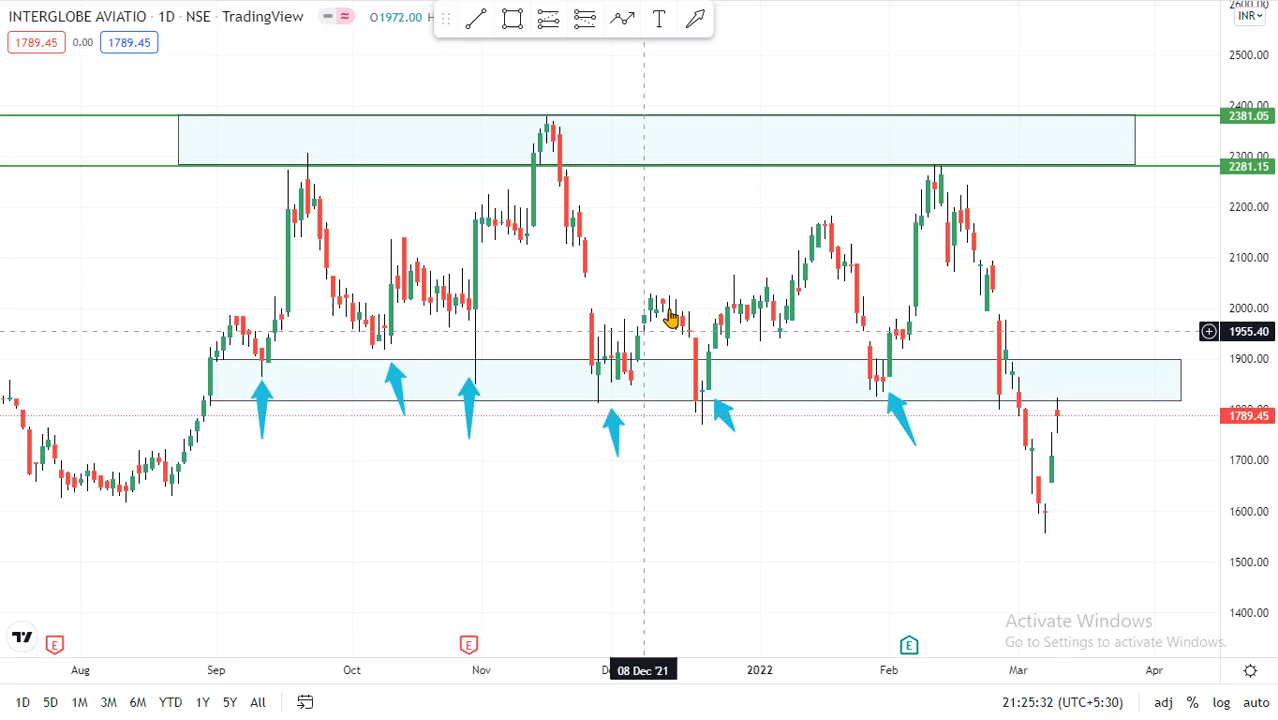 INTERGLOBE AVIATIO · 1D · NSE · TradingView
O1972.00 H
T
INR
1789.45 0.00 1789.45
2600.00
2500.00
2400.00
2381.05
2300.00
2281.15
2200.00
2100.00
2000.00
1955.40
1900.00
1800.00
1789.45
1700.00
1600.00
1500.00
1400.00
Activate Windows
Go to Settings to activate Windows.
E E E
Aug Sep Oct Nov De 08 Dec '21 2022 Feb Mar Apr
1D 5D 1M 3M 6M YTD 1Y 5Y All
21:25:32 (UTC+5:30) adj % log auto